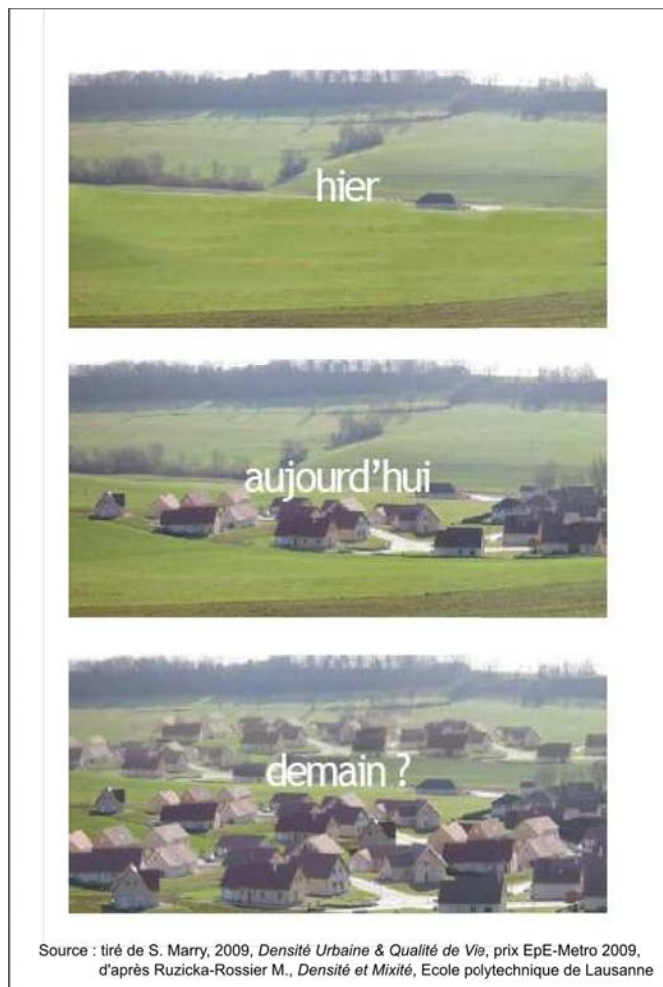 hier
aujourd'hui
demain ?
Source : tiré de S. Marry, 2009, Densité Urbaine & Qualité de Vie, prix EpE-Metro 2009,
d'après Ruzicka-Rossier M., Densité et Mixité, Ecole polytechnique de Lausanne